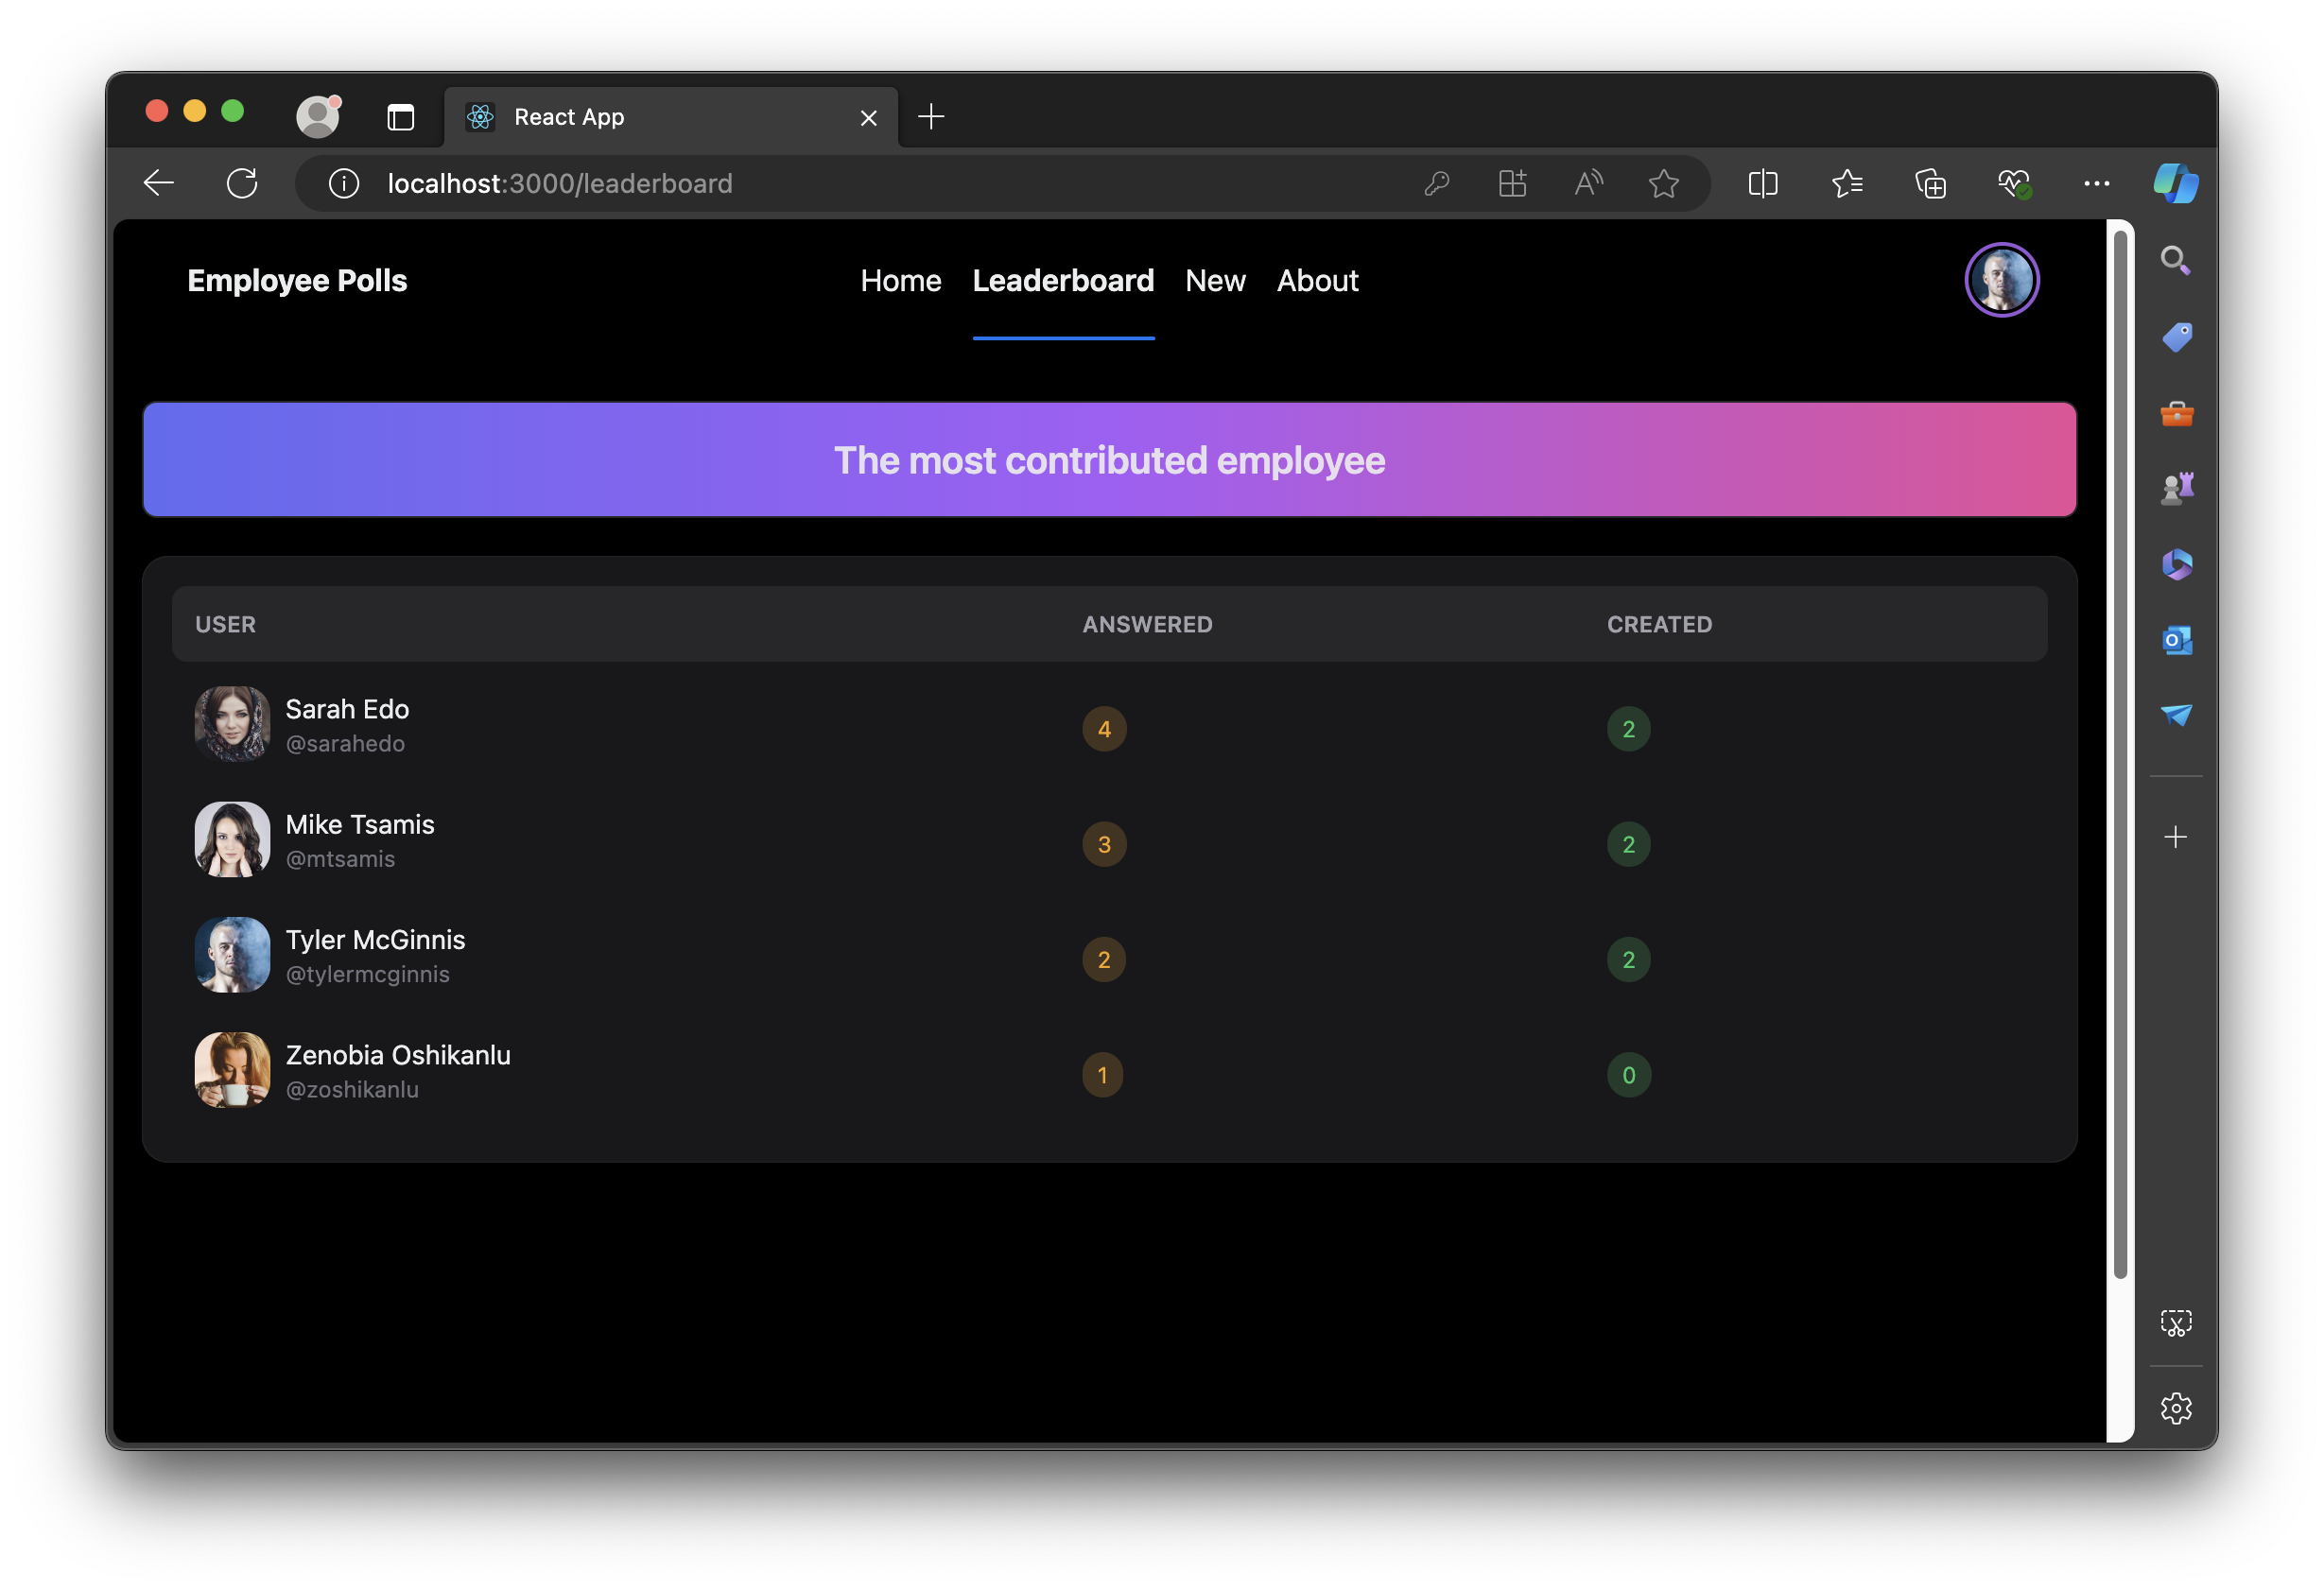 React App
localhost:3000/leaderboard
Employee Polls
Home Leaderboard New About
The most contributed employee
USER ANSWERED CREATED
Sarah Edo
@sarahedo
4 2
Mike Tsamis
@mtsamis
3 2
Tyler McGinnis
@tylermcginnis
2 2
Zenobia Oshikanlu
@zoshikanlu
1 0